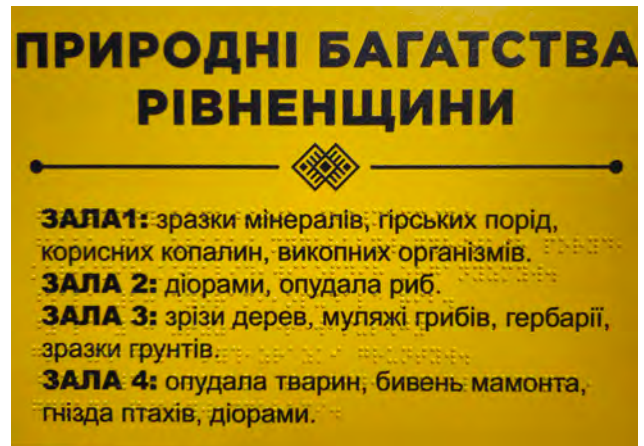 ПРИРОДНІ БАГАТСТВА
РІВНЕНЩИНИ
ЗАЛА1: зразки мінералів, гірських порід,
корисних копалин, викопних організмів.
ЗАЛА 2: діорами, опудала риб.
ЗАЛА 3: зрізи дерев, муляжі грибів, гербарії,
зразки грунтів.
ЗАЛА 4: опудала тварин, бивень мамонта,
гнізда птахів, діорами.